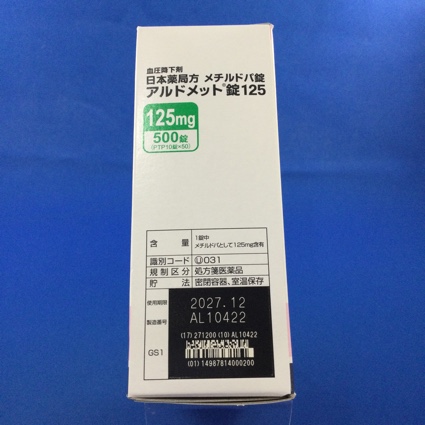 血圧降下剤
日本薬局方 メチルドパ錠
アルドメット®錠125
125mg
500錠
(PTP10錠×50)
含量 1錠中 メチルドパとして125mg含有
識別コード Ⓤ031
規制区分 処方箋医薬品
貯法 密閉容器、室温保存
使用期限 2027.12
製造番号 AL10422
GS1 (17) 271200 (10) AL10422
(01) 14987814000200